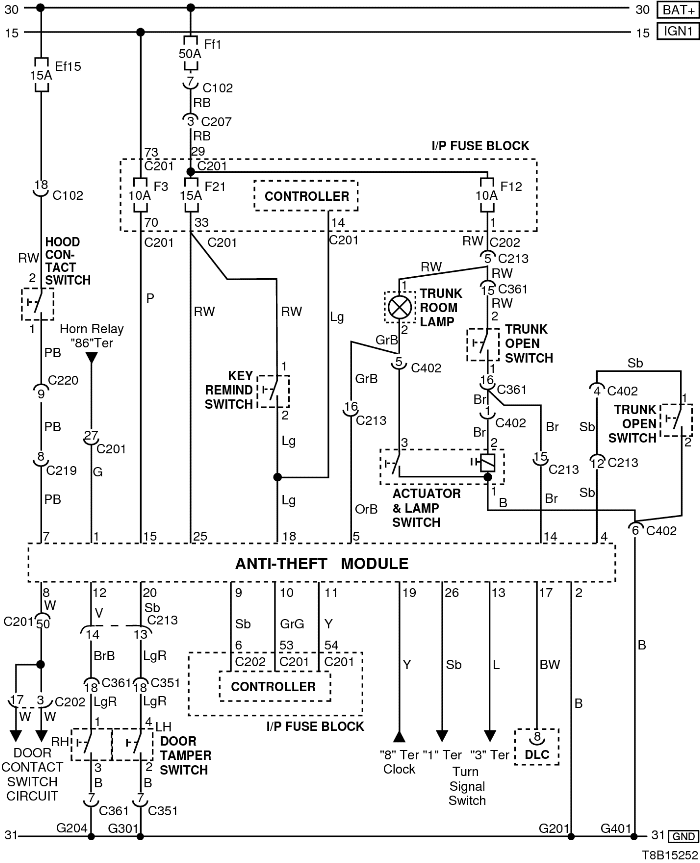 30 30 BAT+
15 15 IGN1
Ef15
15A
Ff1
50A
7
C102
RB
3
C207
RB
I/P FUSE BLOCK
73 29
C201 C201
F3
10A
F21
15A
CONTROLLER
F12
10A
18
C102
70 33 14 1
C201 C201 C201
RW C202
5 C213
HOOD
CON-
TACT
SWITCH
RW
2
1
RW RW
15 C361
RW
1
TRUNK
ROOM
LAMP
2
2
TRUNK
OPEN
SWITCH
1
P
RW
RW
Lg
Horn Relay
"86"Ter
PB
GrB
5
C402
Sb
KEY
REMIND
SWITCH
1
2
GrB
16
C361
C220
9
4 C402
1
16
C213
Br
1
C402
TRUNK
OPEN
SWITCH
2
PB
27
C201
Lg
Br
Br
Sb
8
C219
G
3
2
15
C213
12 C213
PB
Lg
OrB
ACTUATOR
& LAMP
SWITCH
1
B
Br
Sb
6 C402
7 1 15 25 18 5 14 4
ANTI-THEFT MODULE
8 12 20 9 10 11 19 26 13 17 2
W V Sb
C201 50
C213
14 13
Sb GrG Y
6 53 54
C202 C201 C201
BrB LgR
Y Sb L BW B B
18 C361 18 C351
CONTROLLER
17 3 C202
LgR LgR
W W
1 4
I/P FUSE BLOCK
RH LH
DOOR
TAMPER
SWITCH
8
DLC
DOOR
CONTACT
SWITCH
CIRCUIT
3 2
B B
"8" Ter
Clock
"1" Ter "3" Ter
Turn
Signal
Switch
7 C361 7 C351
31 G204 G301 G201 G401 31 GND
T8B15252